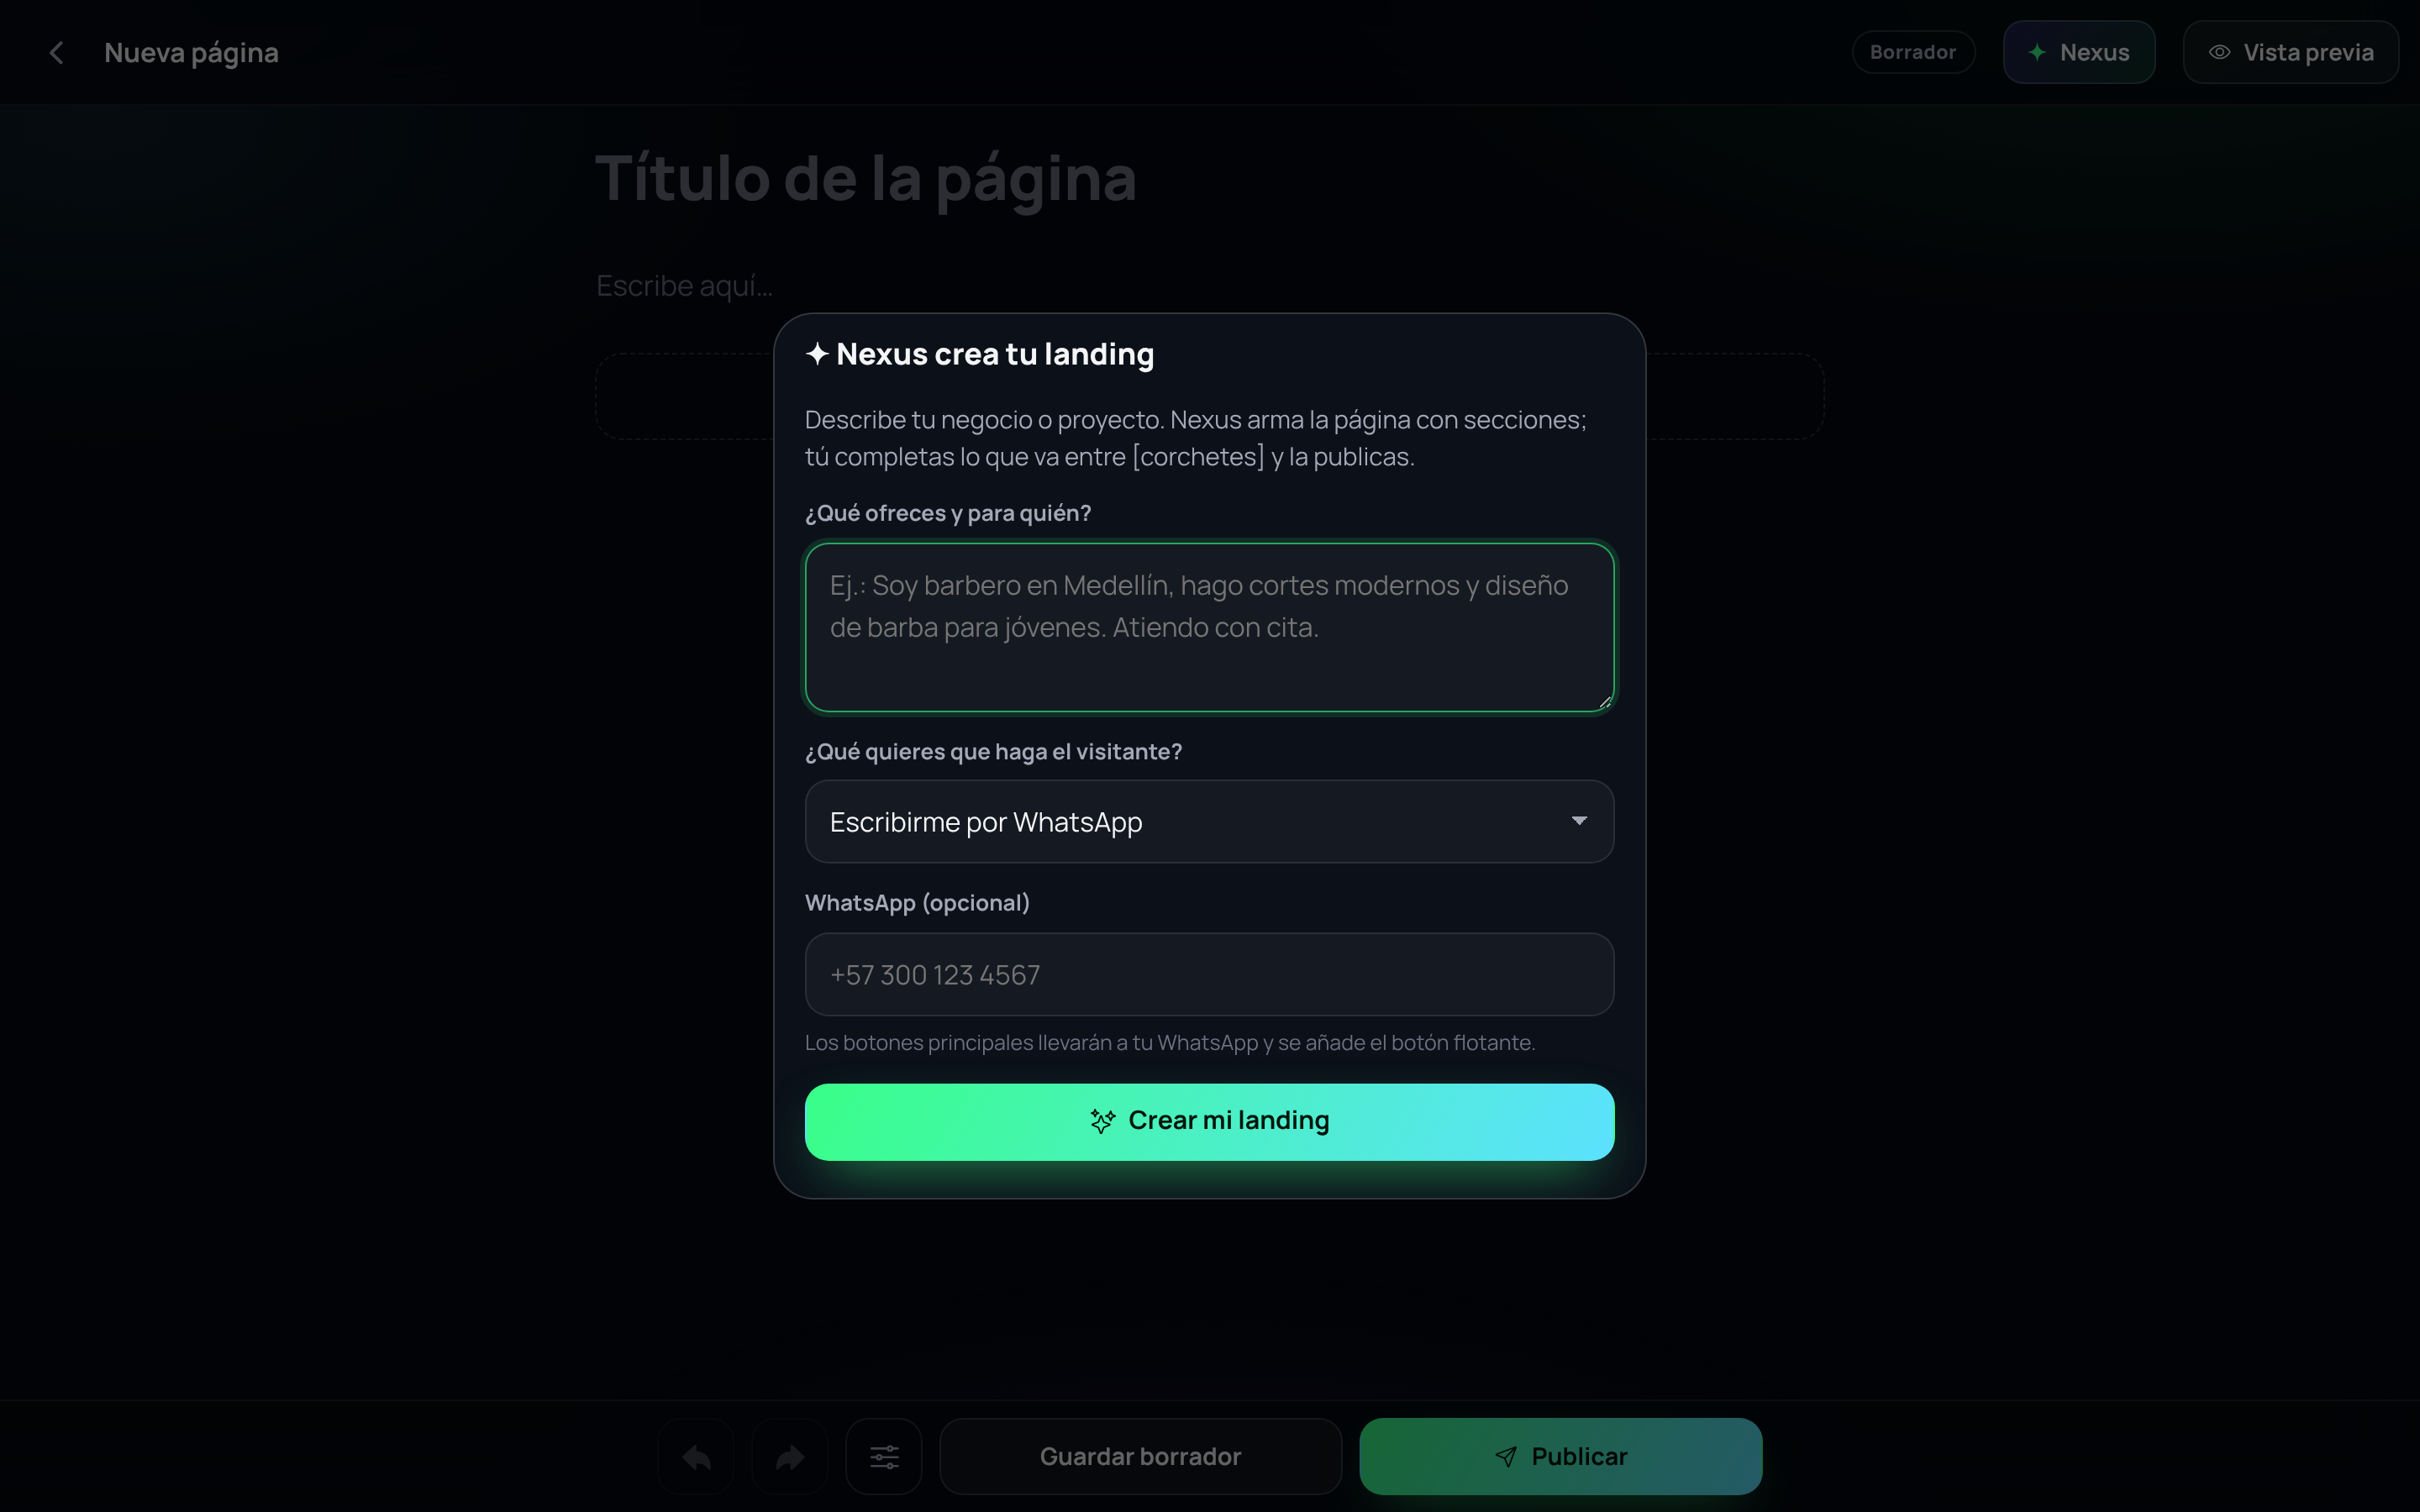 Nueva página
Borrador
Nexus
Vista previa
Título de la página
Escribe aquí...
Nexus crea tu landing
Describe tu negocio o proyecto. Nexus arma la página con secciones;
tú completas lo que va entre [corchetes] y la publicas.
¿Qué ofreces y para quién?
Ej.: Soy barbero en Medellín, hago cortes modernos y diseño
de barba para jóvenes. Atiendo con cita.
¿Qué quieres que haga el visitante?
Escribirme por WhatsApp
WhatsApp (opcional)
+57 300 123 4567
Los botones principales llevarán a tu WhatsApp y se añade el botón flotante.
Crear mi landing
Guardar borrador
Publicar